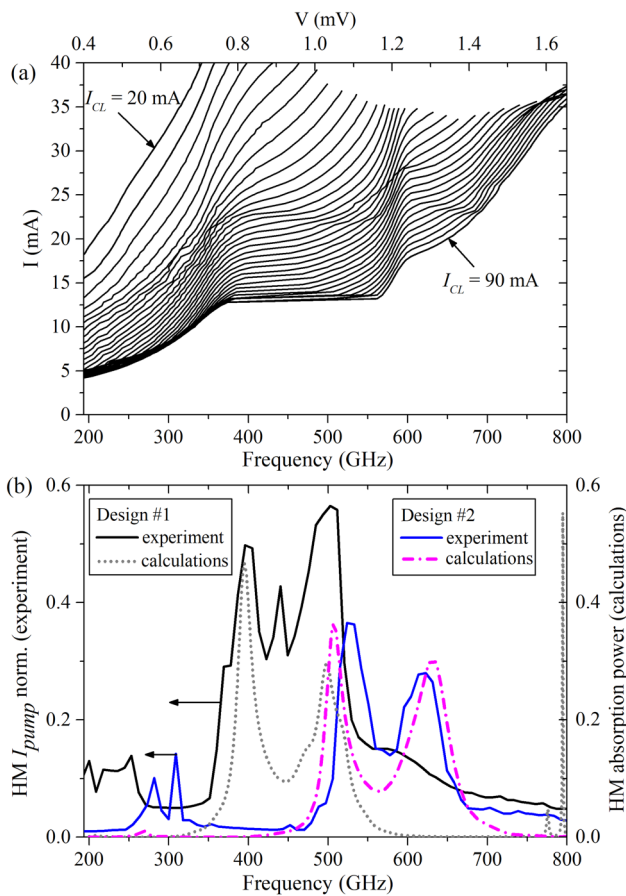 V (mV)
0.4 0.6 0.8 1.0 1.2 1.4 1.6
(a)
40
35
30
25
20
15
10
5
0
I (mA)
I_CL = 20 mA
I_CL = 90 mA
200 300 400 500 600 700 800
Frequency (GHz)
(b)
0.6
0.4
0.2
0.0
HM I_pump norm. (experiment)
Design #1
experiment
calculations
Design #2
experiment
calculations
0.6
0.4
0.2
0.0
HM absorption power (calculations)
200 300 400 500 600 700 800
Frequency (GHz)